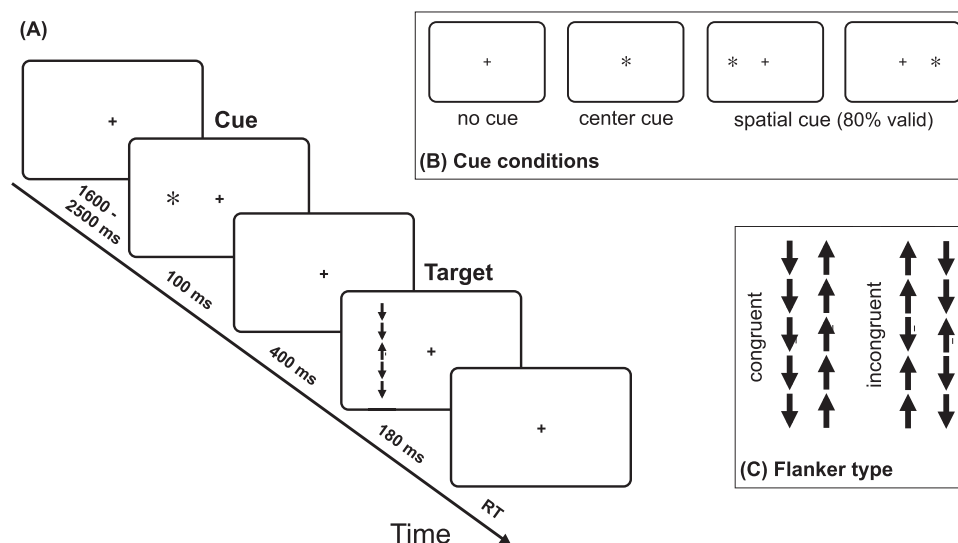 (A)
Cue
1600 -
2500 ms
100 ms
Target
400 ms
180 ms
RT
Time
+
+
+
+
+
*
+
*
* +
+ *
no cue
center cue
spatial cue (80% valid)
(B) Cue conditions
congruent
incongruent
(C) Flanker type